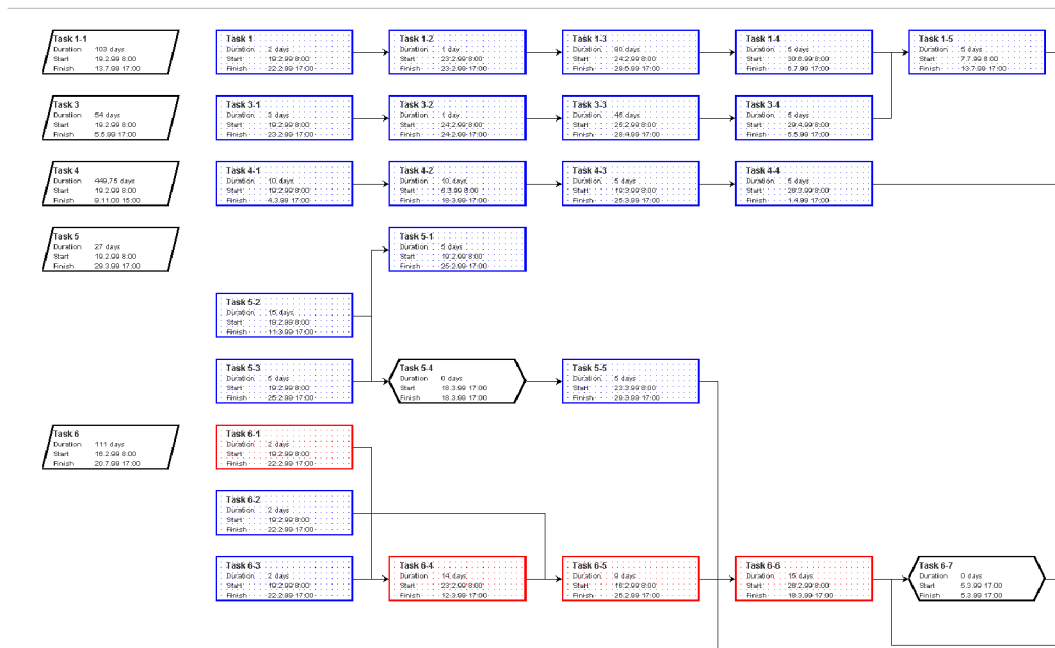 Task 1-1
Duration 103 days
Start 19.2.99 8:00
Finish 13.7.99 17:00
Task 1
Duration 2 days
Start 19.2.99 8:00
Finish 22.2.99 17:00
Task 1-2
Duration 1 day
Start 23.2.99 8:00
Finish 23.2.99 17:00
Task 1-3
Duration 90 days
Start 24.2.99 8:00
Finish 29.6.99 17:00
Task 1-4
Duration 5 days
Start 30.6.99 8:00
Finish 6.7.99 17:00
Task 1-5
Duration 5 days
Start 7.7.99 8:00
Finish 13.7.99 17:00
Task 3
Duration 54 days
Start 19.2.99 8:00
Finish 5.5.99 17:00
Task 3-1
Duration 3 days
Start 19.2.99 8:00
Finish 23.2.99 17:00
Task 3-2
Duration 1 day
Start 24.2.99 8:00
Finish 24.2.99 17:00
Task 3-3
Duration 45 days
Start 25.2.99 8:00
Finish 28.4.99 17:00
Task 3-4
Duration 5 days
Start 29.4.99 8:00
Finish 5.5.99 17:00
Task 4
Duration 449,75 days
Start 19.2.99 8:00
Finish 9.11.00 15:00
Task 4-1
Duration 10 days
Start 19.2.99 8:00
Finish 4.3.99 17:00
Task 4-2
Duration 10 days
Start 5.3.99 8:00
Finish 18.3.99 17:00
Task 4-3
Duration 5 days
Start 19.3.99 8:00
Finish 25.3.99 17:00
Task 4-4
Duration 5 days
Start 26.3.99 8:00
Finish 1.4.99 17:00
Task 5
Duration 27 days
Start 19.2.99 8:00
Finish 29.3.99 17:00
Task 5-1
Duration 5 days
Start 19.2.99 8:00
Finish 25.2.99 17:00
Task 5-2
Duration 15 days
Start 19.2.99 8:00
Finish 11.3.99 17:00
Task 5-3
Duration 5 days
Start 19.2.99 8:00
Finish 25.2.99 17:00
Task 5-4
Duration 0 days
Start 18.3.99 17:00
Finish 18.3.99 17:00
Task 5-5
Duration 5 days
Start 23.3.99 8:00
Finish 29.3.99 17:00
Task 6
Duration 111 days
Start 16.2.99 8:00
Finish 20.7.99 17:00
Task 6-1
Duration 2 days
Start 19.2.99 8:00
Finish 22.2.99 17:00
Task 6-2
Duration 2 days
Start 19.2.99 8:00
Finish 22.2.99 17:00
Task 6-3
Duration 2 days
Start 19.2.99 8:00
Finish 22.2.99 17:00
Task 6-4
Duration 14 days
Start 23.2.99 8:00
Finish 12.3.99 17:00
Task 6-5
Duration 9 days
Start 16.2.99 8:00
Finish 26.2.99 17:00
Task 6-6
Duration 15 days
Start 26.2.99 8:00
Finish 18.3.99 17:00
Task 6-7
Duration 0 days
Start 5.3.99 17:00
Finish 5.3.99 17:00